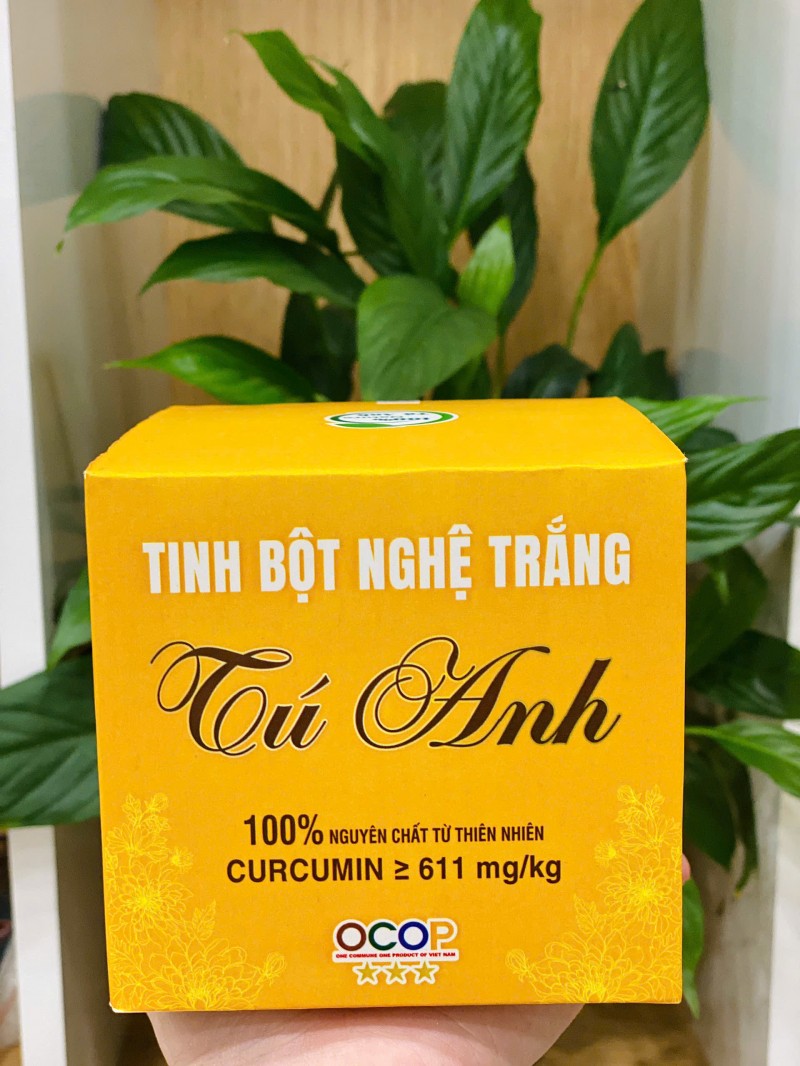 TINH BỘT NGHỆ TRẮNG
Tú Anh
100% NGUYÊN CHẤT TỪ THIÊN NHIÊN
CURCUMIN ≥ 611 mg/kg
OCOP
ONE COMMUNE ONE PRODUCT OF VIET NAM